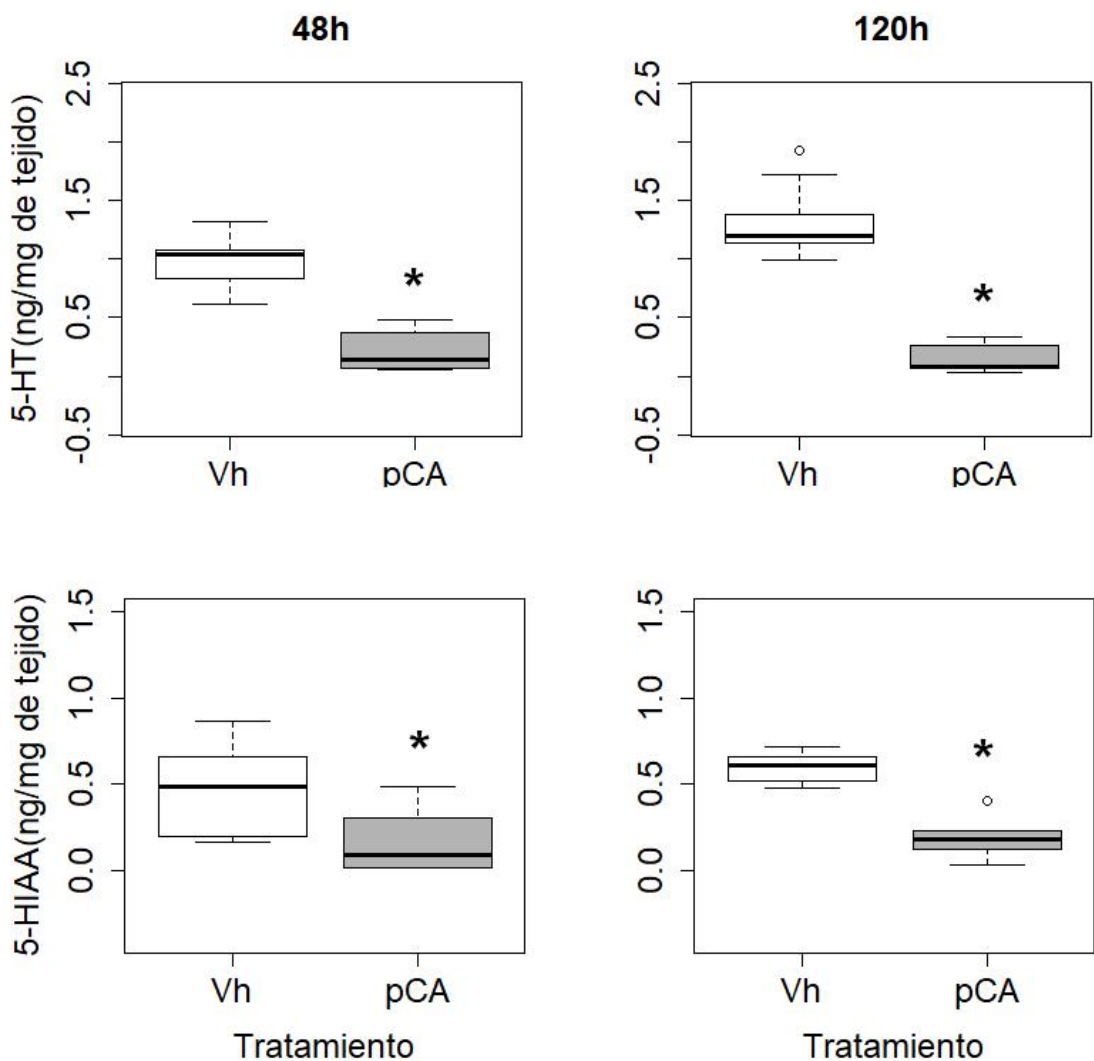 48h
120h
5-HT(ng/mg de tejido)
2.5
1.5
0.5
-0.5
*
Vh
pCA
2.5
1.5
0.5
-0.5
*
Vh
pCA
5-HIAA(ng/mg de tejido)
1.5
1.0
0.5
0.0
*
Vh
pCA
Tratamiento
1.5
1.0
0.5
0.0
*
Vh
pCA
Tratamiento